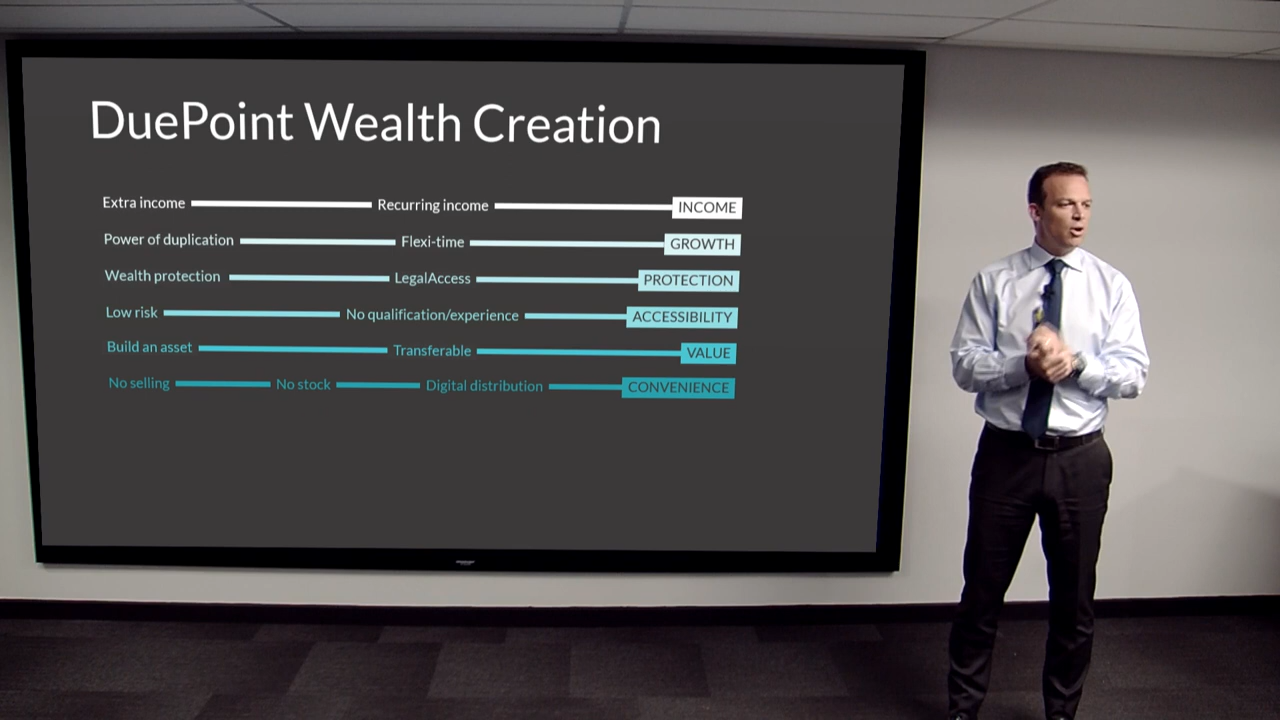 DuePoint Wealth Creation
Extra income Recurring income INCOME
Power of duplication Flexi-time GROWTH
Wealth protection LegalAccess PROTECTION
Low risk No qualification/experience ACCESSIBILITY
Build an asset Transferable VALUE
No selling No stock Digital distribution CONVENIENCE